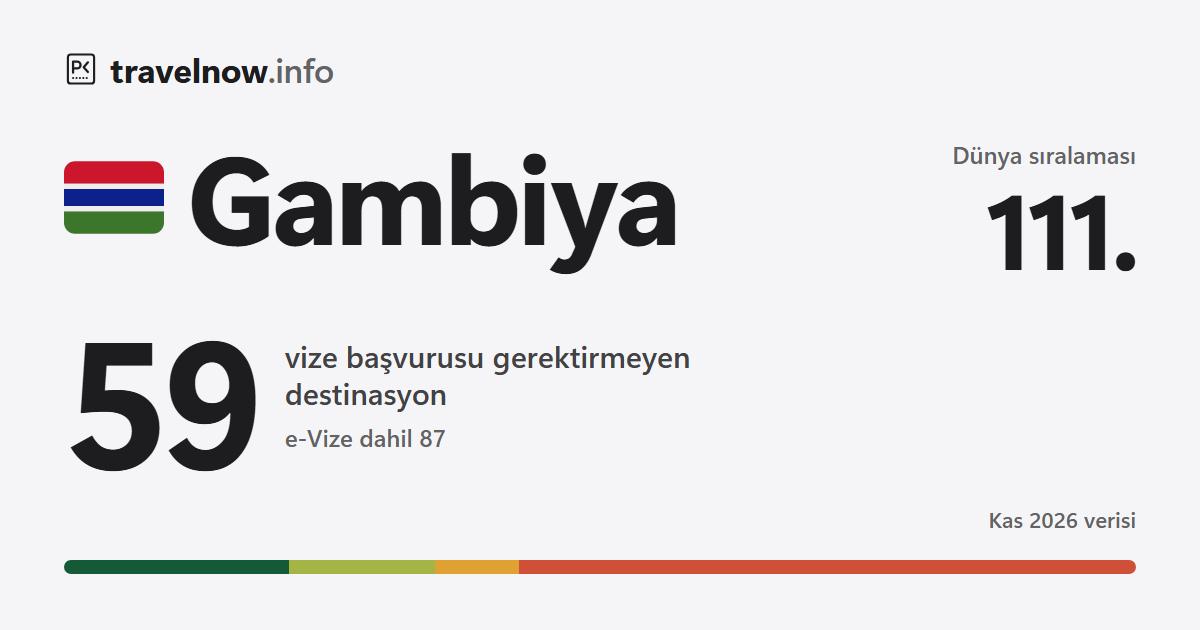 travelnow.info
Gambiya
Dünya sıralaması
111.
59
vize başvurusu gerektirmeyen
destinasyon
e-Vize dahil 87
Kas 2026 verisi